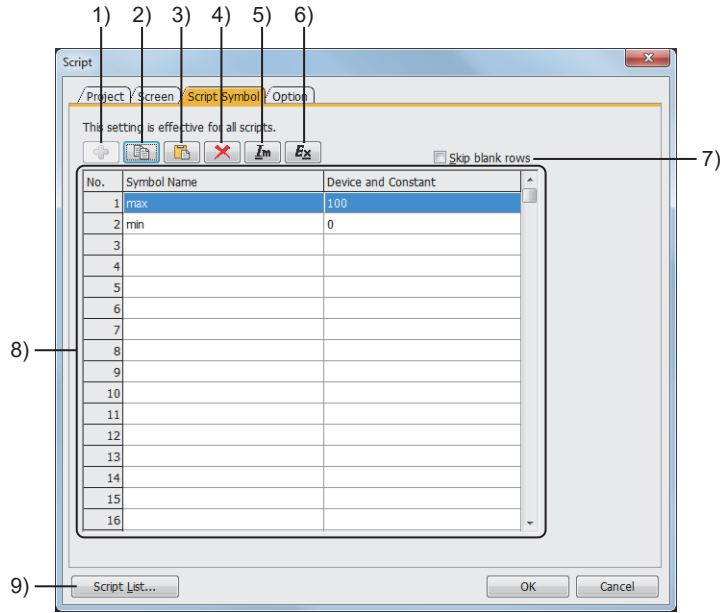 1) 2) 3) 4) 5) 6)
Script
Project Screen Script Symbol Option
This setting is effective for all scripts.
Im Ex Skip blank rows 7)
No. Symbol Name Device and Constant
1 max 100
2 min 0
3
4
5
6
7
8) 8
9
10
11
12
13
14
15
16
9) Script List... OK Cancel